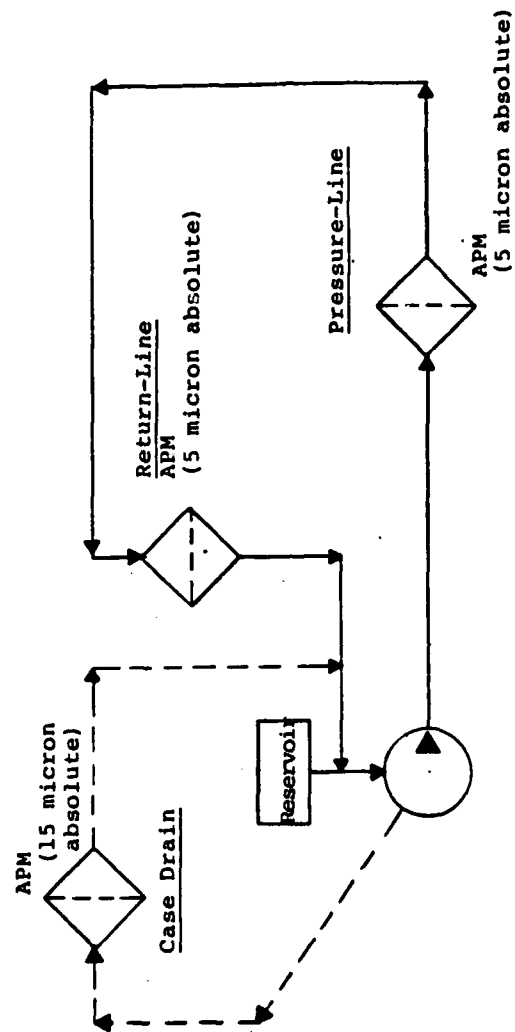 APM
(15 micron
absolute)
Case Drain
Return-Line
APM
(5 micron absolute)
Reservoir
Pressure-Line
APM
(5 micron absolute)